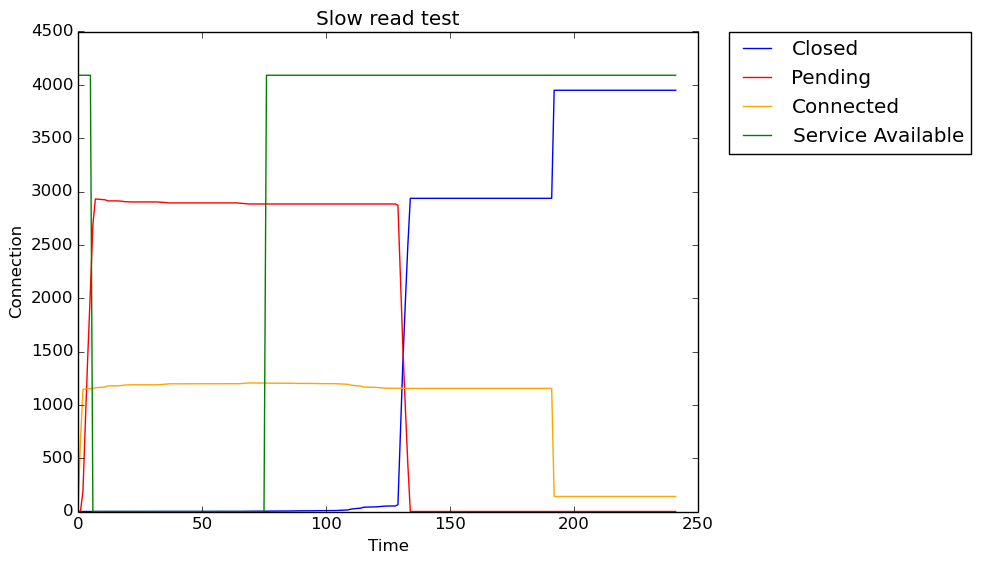 Slow read test
Closed
Pending
Connected
Service Available
4500
4000
3500
3000
2500
2000
1500
1000
500
0
Connection
0 50 100 150 200 250
Time